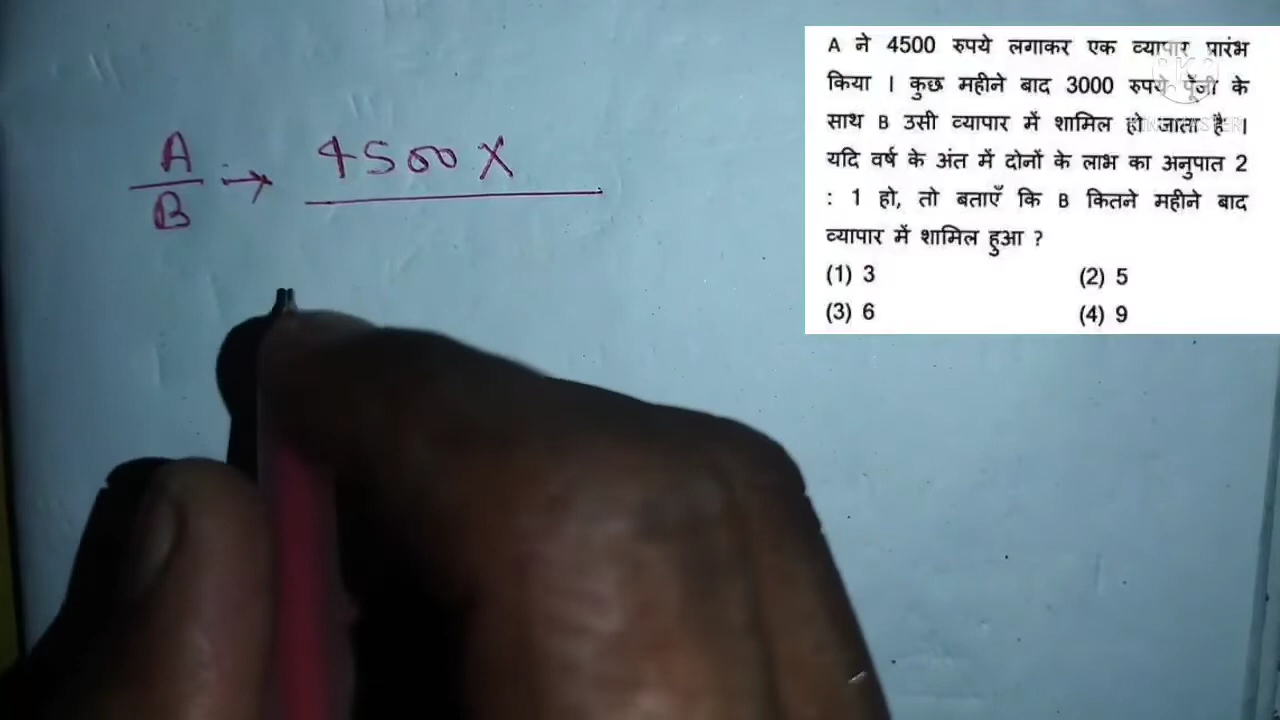 A ने 4500 रुपये लगाकर एक व्यापार प्रारंभ
किया । कुछ महीने बाद 3000 रुपये पूँजी के
साथ B उसी व्यापार में शामिल हो जाता है ।
यदि वर्ष के अंत में दोनों के लाभ का अनुपात 2
: 1 हो, तो बताएँ कि B कितने महीने बाद
व्यापार में शामिल हुआ ?
(1) 3 (2) 5
(3) 6 (4) 9
A → 4500 X
B